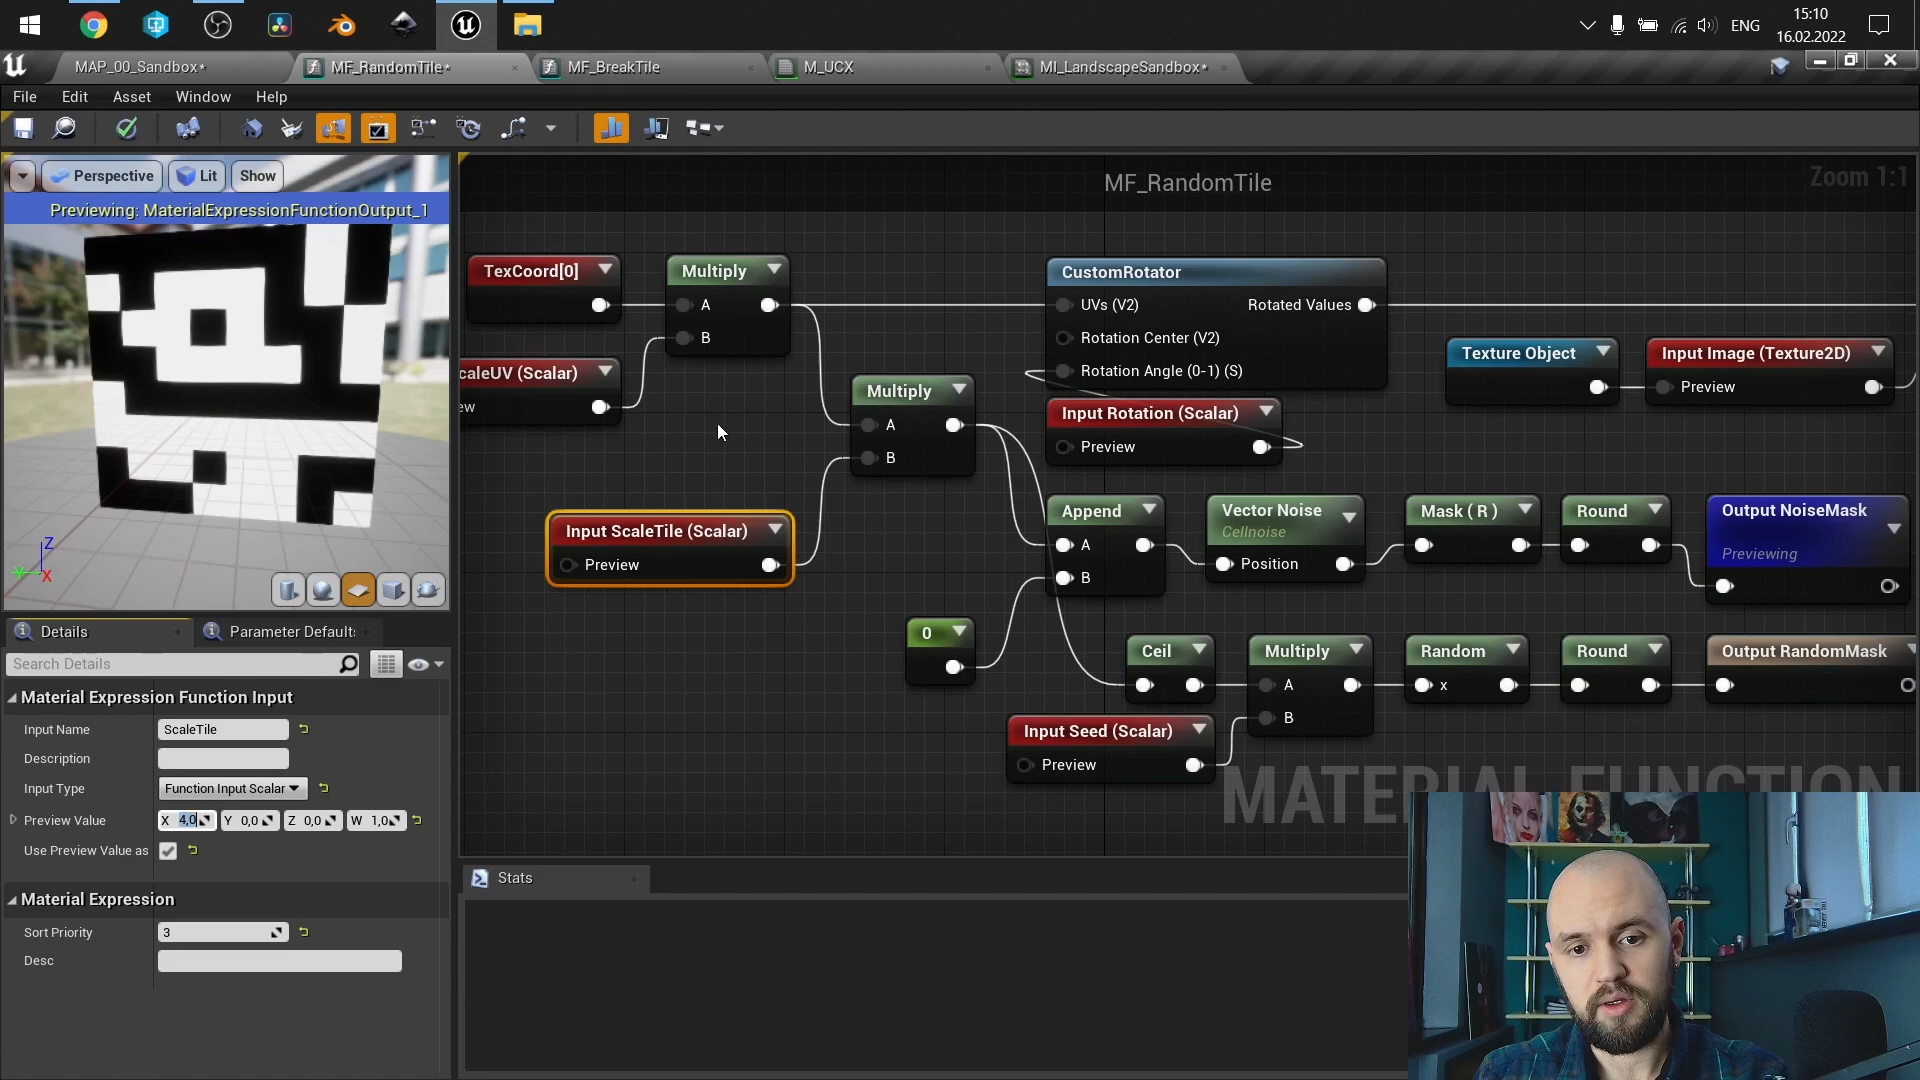 ENG
15:10
16.02.2022
MAP_00_Sandbox*
MF_RandomTile*
MF_BreakTile
M_UCX
MI_LandscapeSandbox*
File
Edit
Asset
Window
Help
Perspective
Lit
Show
Previewing: MaterialExpressionFunctionOutput_1
Z
Y
X
MF_RandomTile
Zoom 1:1
TexCoord[0]
Multiply
A
B
caleUV (Scalar)
ew
Multiply
A
B
Input ScaleTile (Scalar)
Preview
0
CustomRotator
UVs (V2)
Rotated Values
Rotation Center (V2)
Rotation Angle (0-1) (S)
Input Rotation (Scalar)
Preview
Texture Object
Input Image (Texture2D)
Preview
Append
A
B
Vector Noise
Cellnoise
Position
Mask ( R )
Round
Output NoiseMask
Previewing
Ceil
Multiply
A
B
Random
x
Round
Output RandomMask
Input Seed (Scalar)
Preview
MATERIAL FUNCTION
Details
Parameter Default
Search Details
Material Expression Function Input
Input Name
ScaleTile
Description
Input Type
Function Input Scalar
Preview Value
X 4,0
Y 0,0
Z 0,0
W 1,0
Use Preview Value as
Material Expression
Sort Priority
3
Desc
Stats